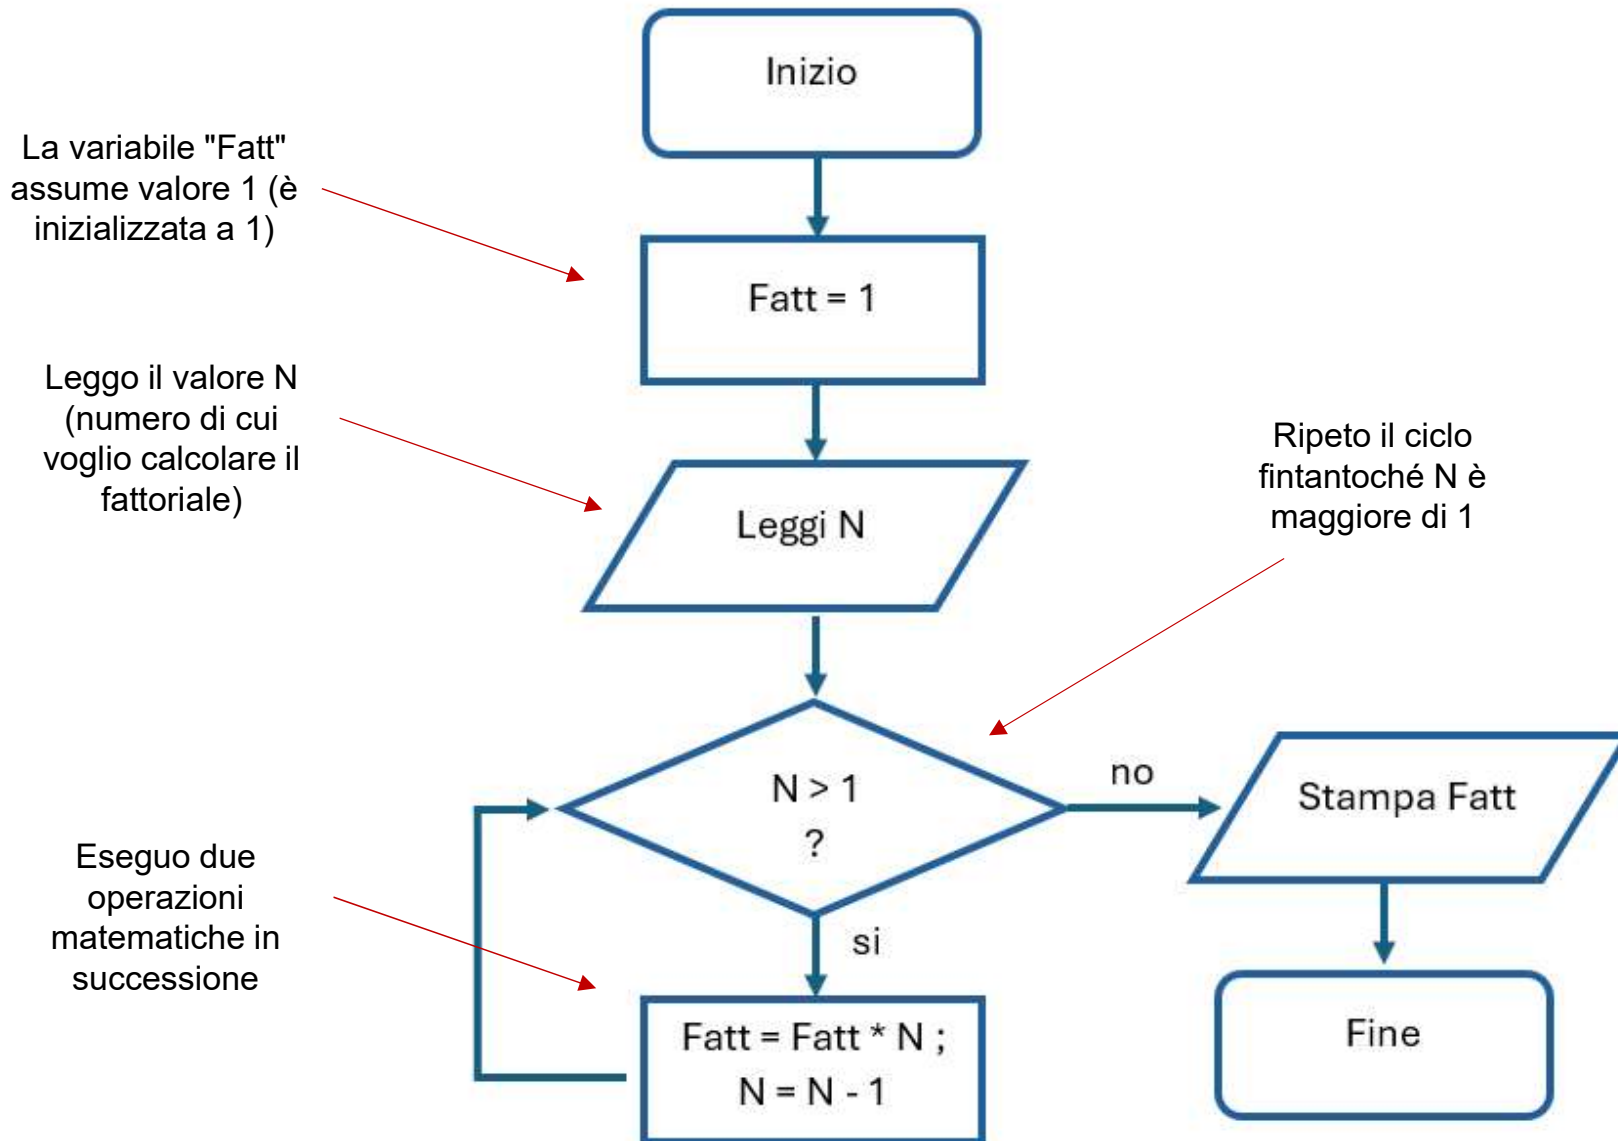 Inizio
La variabile "Fatt"
assume valore 1 (è
inizializzata a 1)
Fatt = 1
Leggo il valore N
(numero di cui
voglio calcolare il
fattoriale)
Leggi N
Ripeto il ciclo
fintantoché N è
maggiore di 1
N > 1
?
no
Stampa Fatt
si
Eseguo due
operazioni
matematiche in
successione
Fatt = Fatt * N ;
N = N - 1
Fine